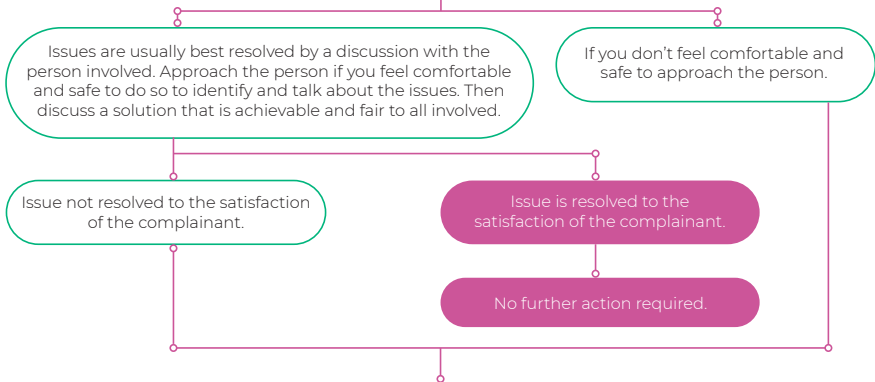 Issues are usually best resolved by a discussion with the
person involved. Approach the person if you feel comfortable
and safe to do so to identify and talk about the issues. Then
discuss a solution that is achievable and fair to all involved.
If you don’t feel comfortable and
safe to approach the person.
Issue not resolved to the satisfaction
of the complainant.
Issue is resolved to the
satisfaction of the complainant.
No further action required.